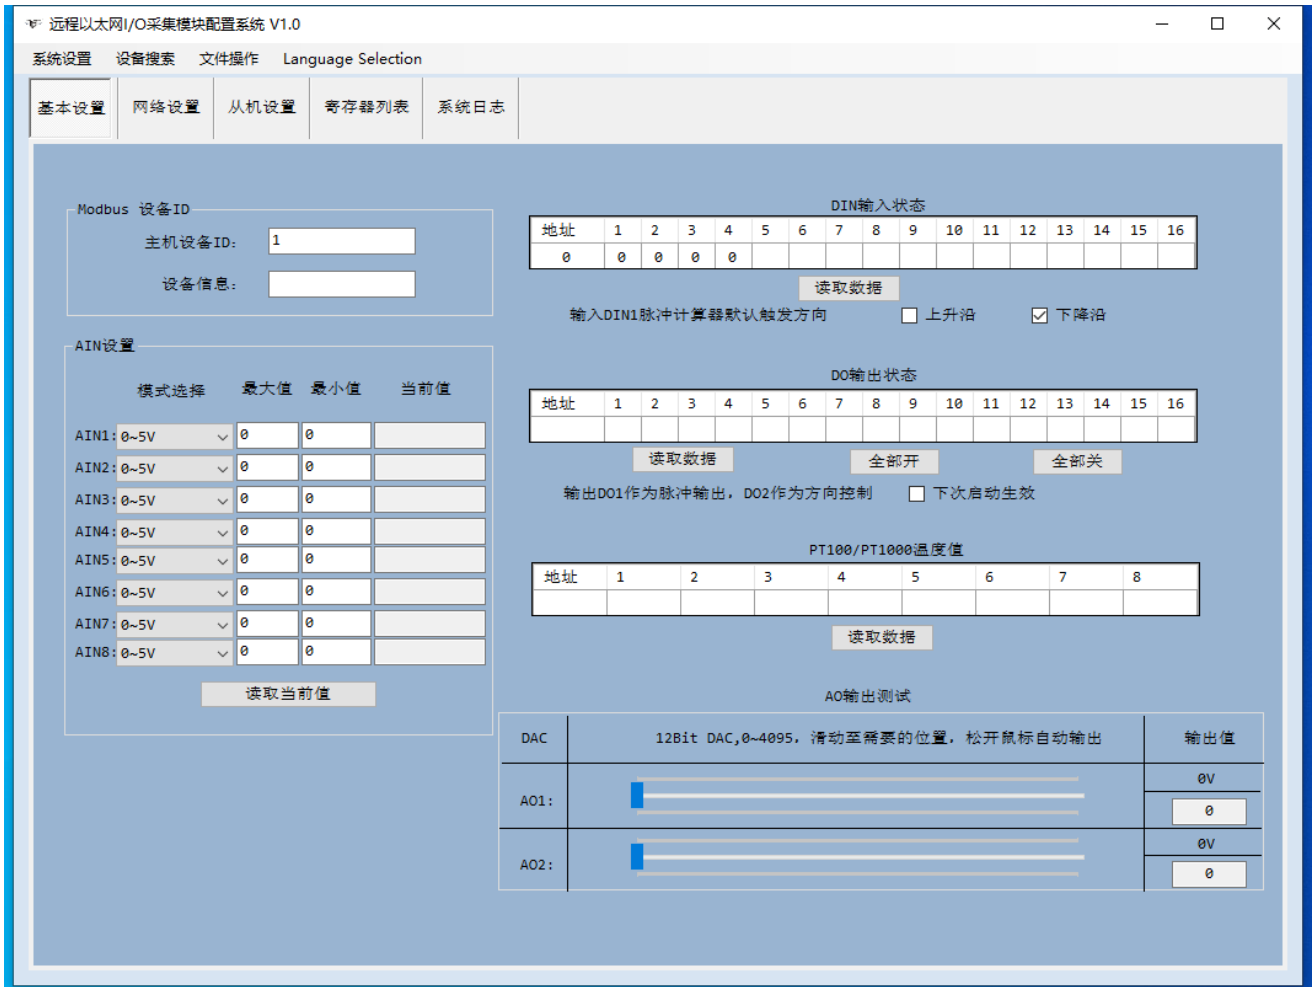 远程以太网I/O采集模块配置系统 V1.0
系统设置 设备搜索 文件操作 Language Selection
基本设置 网络设置 从机设置 寄存器列表 系统日志
Modbus 设备ID
主机设备ID: 1
设备信息:
AIN设置
模式选择 最大值 最小值 当前值
AIN1: 0~5V 0 0
AIN2: 0~5V 0 0
AIN3: 0~5V 0 0
AIN4: 0~5V 0 0
AIN5: 0~5V 0 0
AIN6: 0~5V 0 0
AIN7: 0~5V 0 0
AIN8: 0~5V 0 0
读取当前值
DIN输入状态
地址 1 2 3 4 5 6 7 8 9 10 11 12 13 14 15 16
0 0 0 0 0
读取数据
输入DIN1脉冲计算器默认触发方向 上升沿 下降沿
DO输出状态
地址 1 2 3 4 5 6 7 8 9 10 11 12 13 14 15 16
读取数据 全部开 全部关
输出DO1作为脉冲输出，DO2作为方向控制 下次启动生效
PT100/PT1000温度值
地址 1 2 3 4 5 6 7 8
读取数据
AO输出测试
DAC 12Bit DAC,0~4095，滑动至需要的位置，松开鼠标自动输出 输出值
AO1: 0V
0
AO2: 0V
0